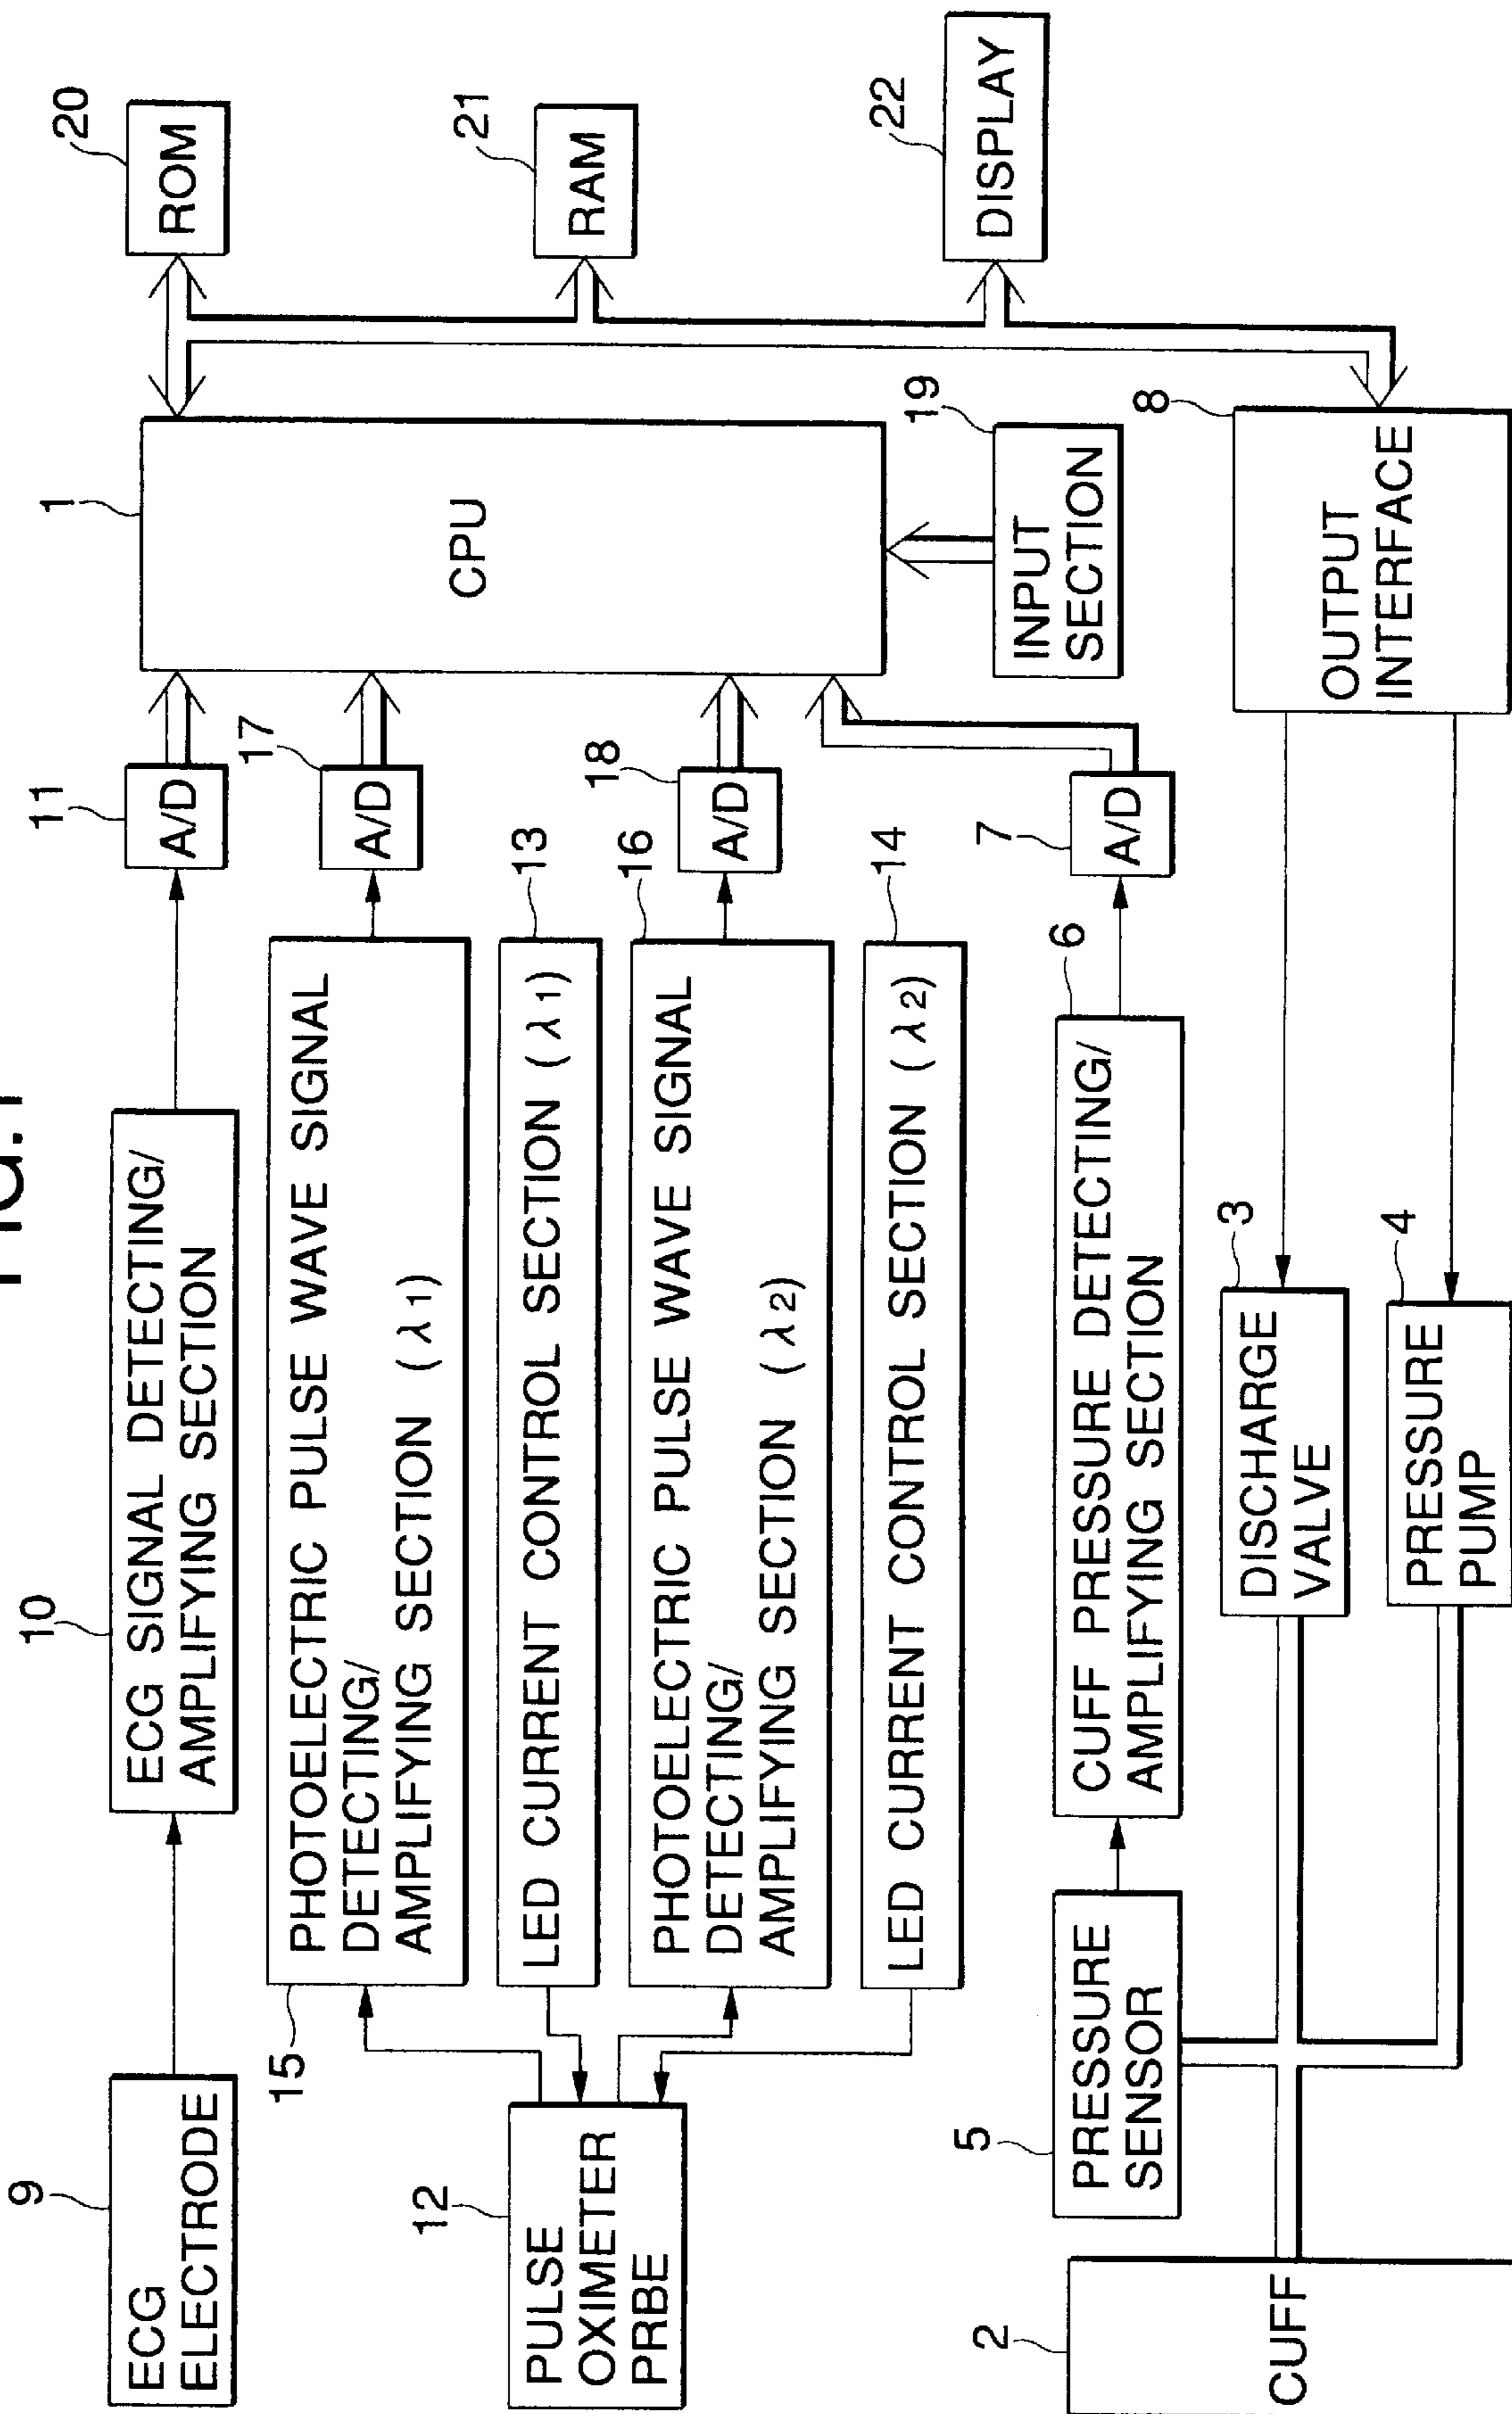 FIG.1
9
ECG
ELECTRODE
10
ECG SIGNAL DETECTING/
AMPLIFYING SECTION
11
A/D
1
CPU
20
ROM
15
PHOTOELECTRIC PULSE WAVE SIGNAL
DETECTING/
AMPLIFYING SECTION (λ1)
17
A/D
12
PULSE
OXIMETER
PRBE
LED CURRENT CONTROL SECTION (λ1)
13
21
RAM
PHOTOELECTRIC PULSE WAVE SIGNAL
DETECTING/
AMPLIFYING SECTION (λ2)
16
18
A/D
LED CURRENT CONTROL SECTION (λ2)
14
22
DISPLAY
5
PRESSURE
SENSOR
CUFF PRESSURE DETECTING/
AMPLIFYING SECTION
6
7
A/D
INPUT
SECTION
19
2
CUFF
DISCHARGE
VALVE
3
PRESSURE
PUMP
4
OUTPUT
INTERFACE
8